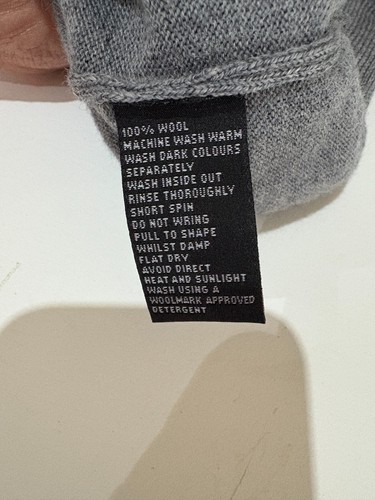 100% WOOL
MACHINE WASH WARM
WASH DARK COLOURS
SEPARATELY
WASH INSIDE OUT
RINSE THOROUGHLY
SHORT SPIN
DO NOT WRING
PULL TO SHAPE
WHILST DAMP
FLAT DRY
AVOID DIRECT
HEAT AND SUNLIGHT
WASH USING A
WOOLMARK APPROVED
DETERGENT